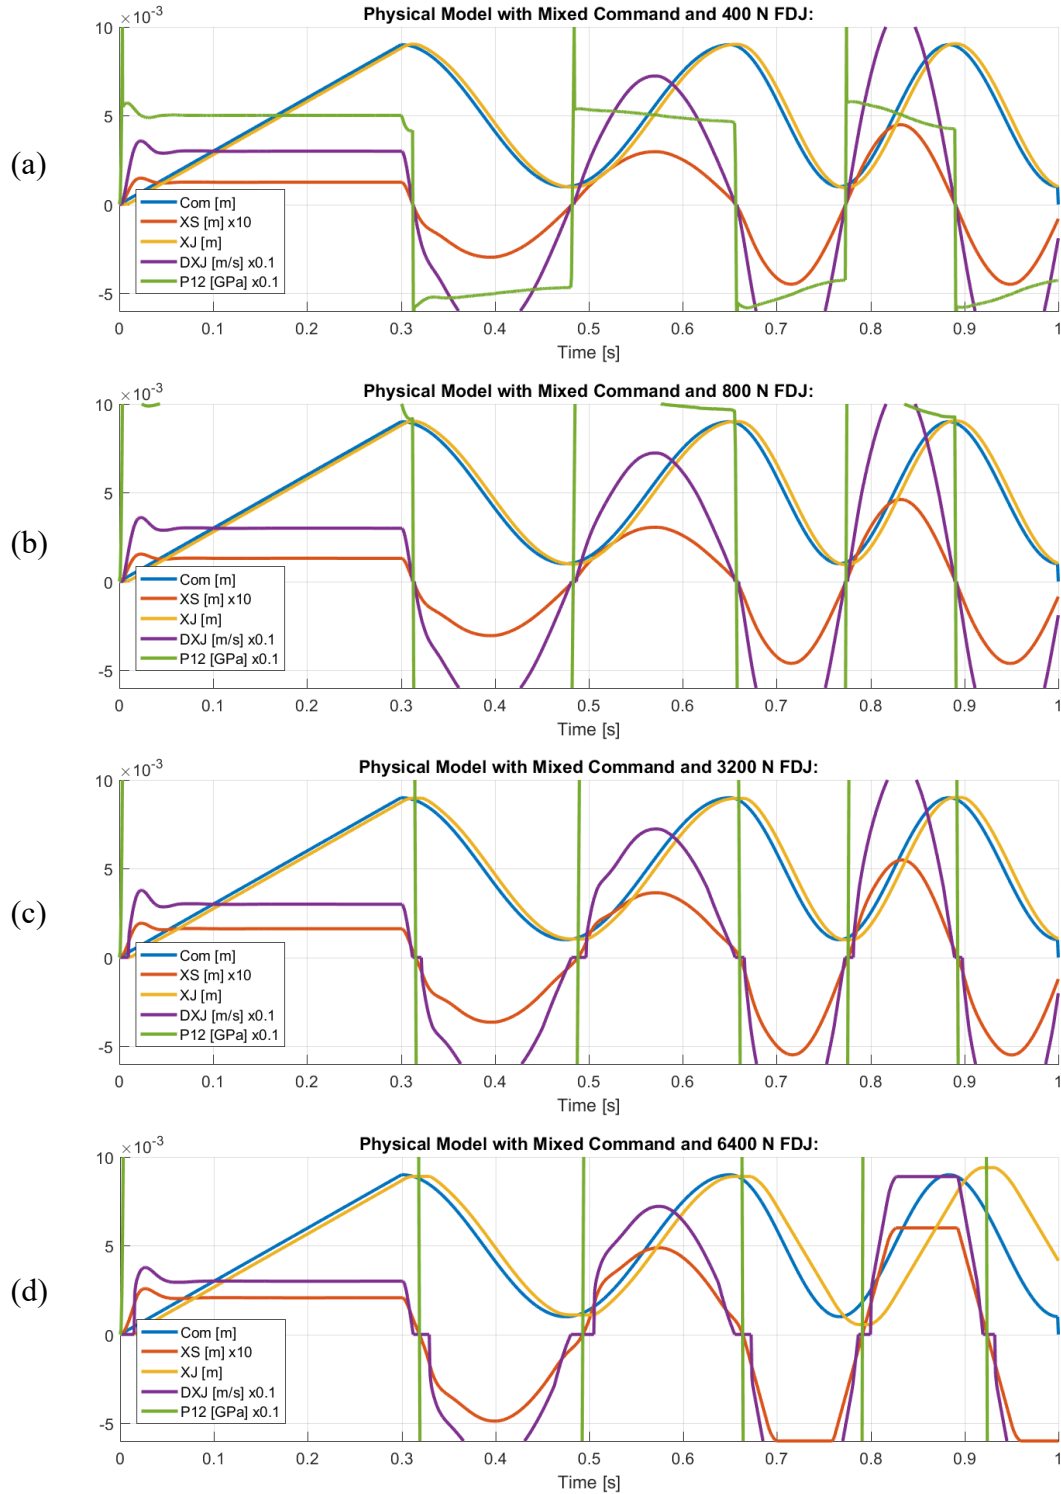 Physical Model with Mixed Command and 400 N FDJ:
×10⁻³
10
5
0
-5
(a)
Com [m]
XS [m] x10
XJ [m]
DXJ [m/s] x0.1
P12 [GPa] x0.1
0 0.1 0.2 0.3 0.4 0.5 0.6 0.7 0.8 0.9 1
Time [s]
Physical Model with Mixed Command and 800 N FDJ:
×10⁻³
10
5
0
-5
(b)
Com [m]
XS [m] x10
XJ [m]
DXJ [m/s] x0.1
P12 [GPa] x0.1
0 0.1 0.2 0.3 0.4 0.5 0.6 0.7 0.8 0.9 1
Time [s]
Physical Model with Mixed Command and 3200 N FDJ:
×10⁻³
10
5
0
-5
(c)
Com [m]
XS [m] x10
XJ [m]
DXJ [m/s] x0.1
P12 [GPa] x0.1
0 0.1 0.2 0.3 0.4 0.5 0.6 0.7 0.8 0.9 1
Time [s]
Physical Model with Mixed Command and 6400 N FDJ:
×10⁻³
10
5
0
-5
(d)
Com [m]
XS [m] x10
XJ [m]
DXJ [m/s] x0.1
P12 [GPa] x0.1
0 0.1 0.2 0.3 0.4 0.5 0.6 0.7 0.8 0.9 1
Time [s]